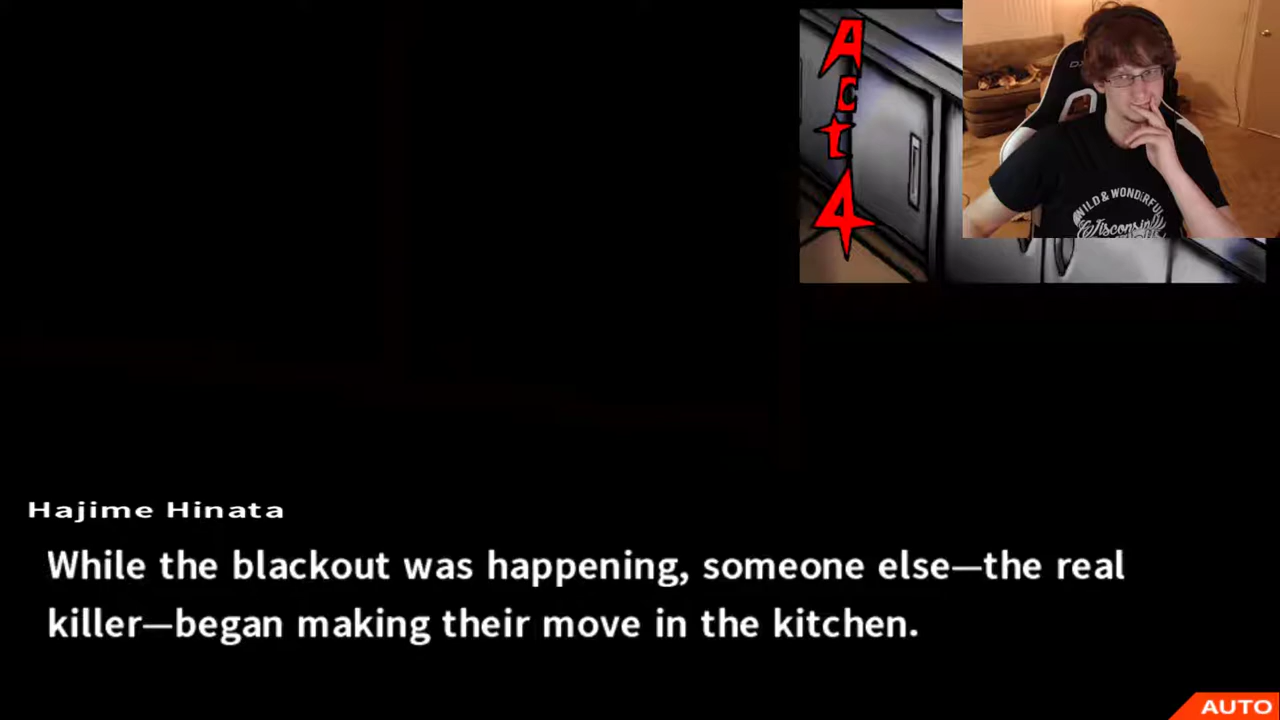 Act 4
WILD & WONDERFUL
Wisconsin
Hajime Hinata
While the blackout was happening, someone else—the real
killer—began making their move in the kitchen.
AUTO